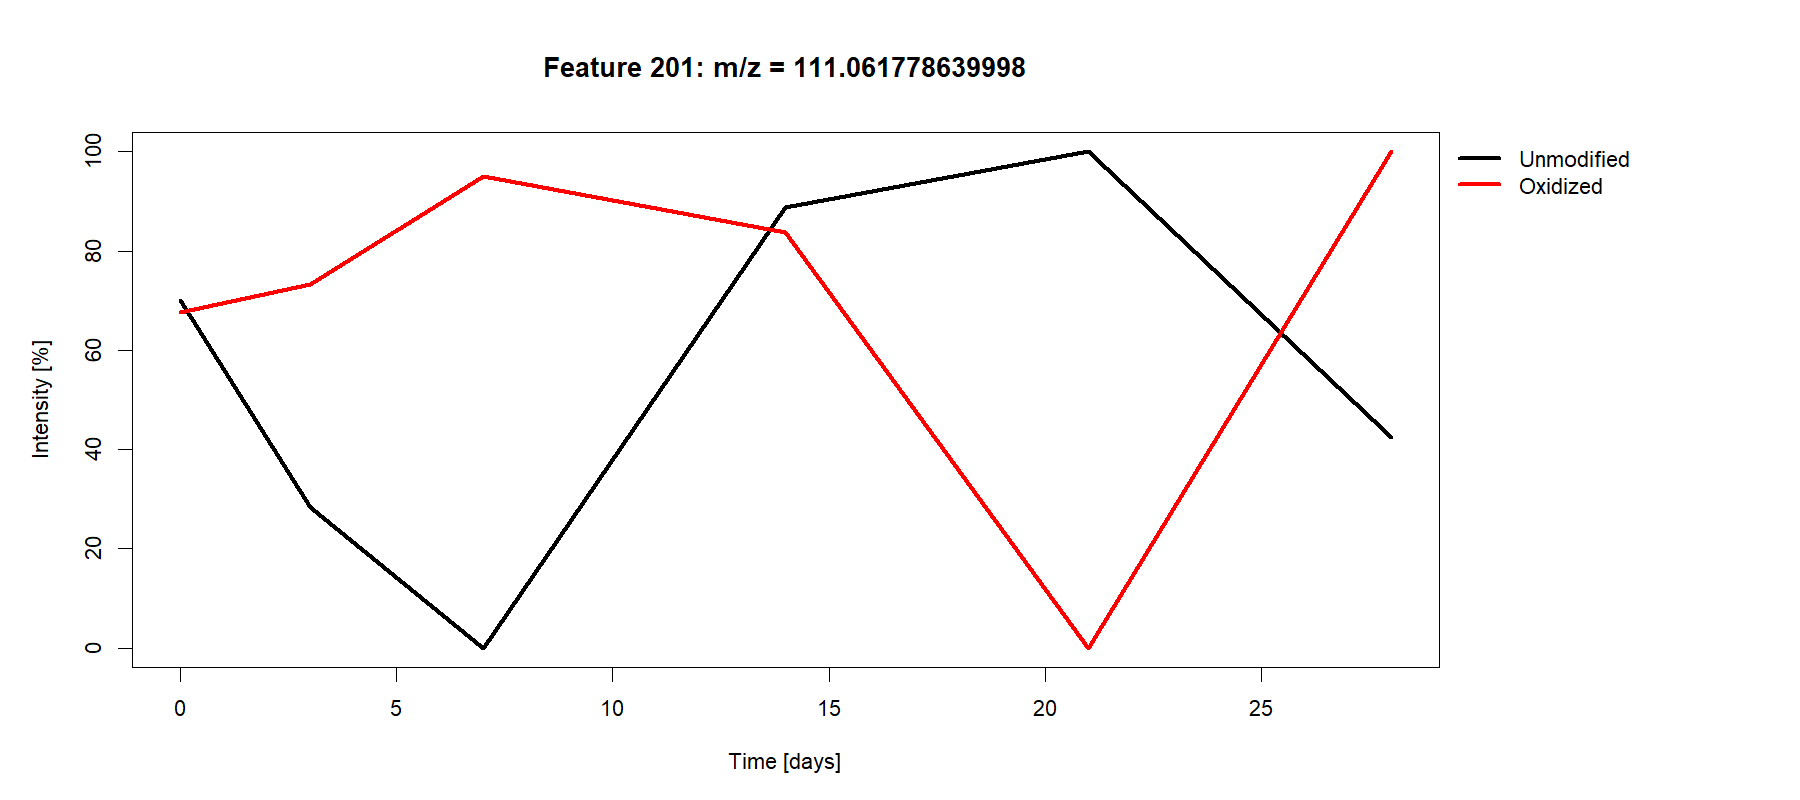 Feature 201: m/z = 111.061778639998
Unmodified
Oxidized
Intensity [%]
100
80
60
40
20
0
0 5 10 15 20 25
Time [days]